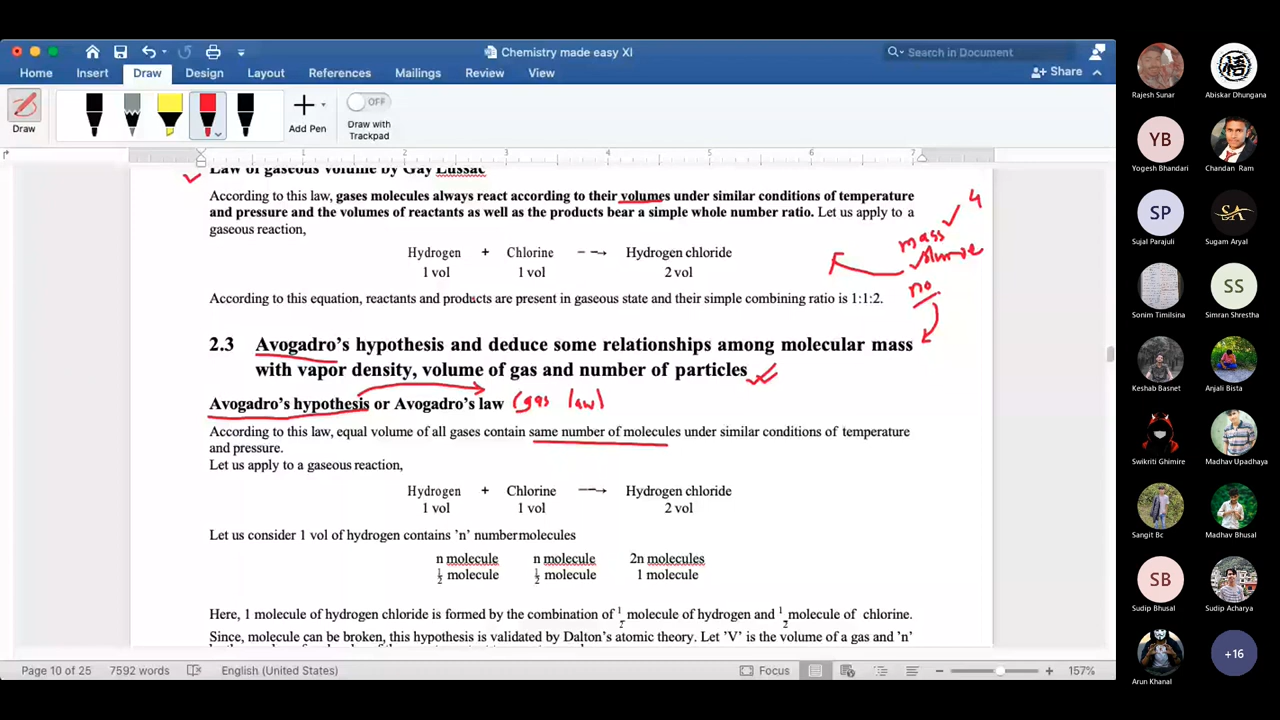 Chemistry made easy XI
Search in Document
Home Insert Draw Design Layout References Mailings Review View
Share
Draw
Add Pen
OFF
Draw with
Trackpad
1 2 3 4 5 6 7
Law of gaseous volume by Gay Lussac
According to this law, gases molecules always react according to their volumes under similar conditions of temperature
and pressure and the volumes of reactants as well as the products bear a simple whole number ratio. Let us apply to a
gaseous reaction,
Hydrogen + Chlorine --→ Hydrogen chloride
1 vol 1 vol 2 vol
According to this equation, reactants and products are present in gaseous state and their simple combining ratio is 1:1:2.
4
mass
volume
no
2.3 Avogadro's hypothesis and deduce some relationships among molecular mass
with vapor density, volume of gas and number of particles
Avogadro's hypothesis or Avogadro's law (gas law)
According to this law, equal volume of all gases contain same number of molecules under similar conditions of temperature
and pressure.
Let us apply to a gaseous reaction,
Hydrogen + Chlorine --→ Hydrogen chloride
1 vol 1 vol 2 vol
Let us consider 1 vol of hydrogen contains 'n' number molecules
n molecule n molecule 2n molecules
½ molecule ½ molecule 1 molecule
Here, 1 molecule of hydrogen chloride is formed by the combination of ½ molecule of hydrogen and ½ molecule of chlorine.
Since, molecule can be broken, this hypothesis is validated by Dalton's atomic theory. Let 'V' is the volume of a gas and 'n'
Page 10 of 25 7592 words English (United States) Focus 157%
Rajesh Sunar
悟
Abiskar Dhungana
YB
Yogesh Bhandari
Chandan Ram
SP
Sujal Parajuli
SA
Sugam Aryal
Sonim Timilsina
SS
Simran Shrestha
Keshab Basnet
Anjali Bista
Swikriti Ghimire
Madhav Upadhaya
Sangit Bc
Madhav Bhusal
SB
Sudip Bhusal
Sudip Acharya
Arun Khanal
+16